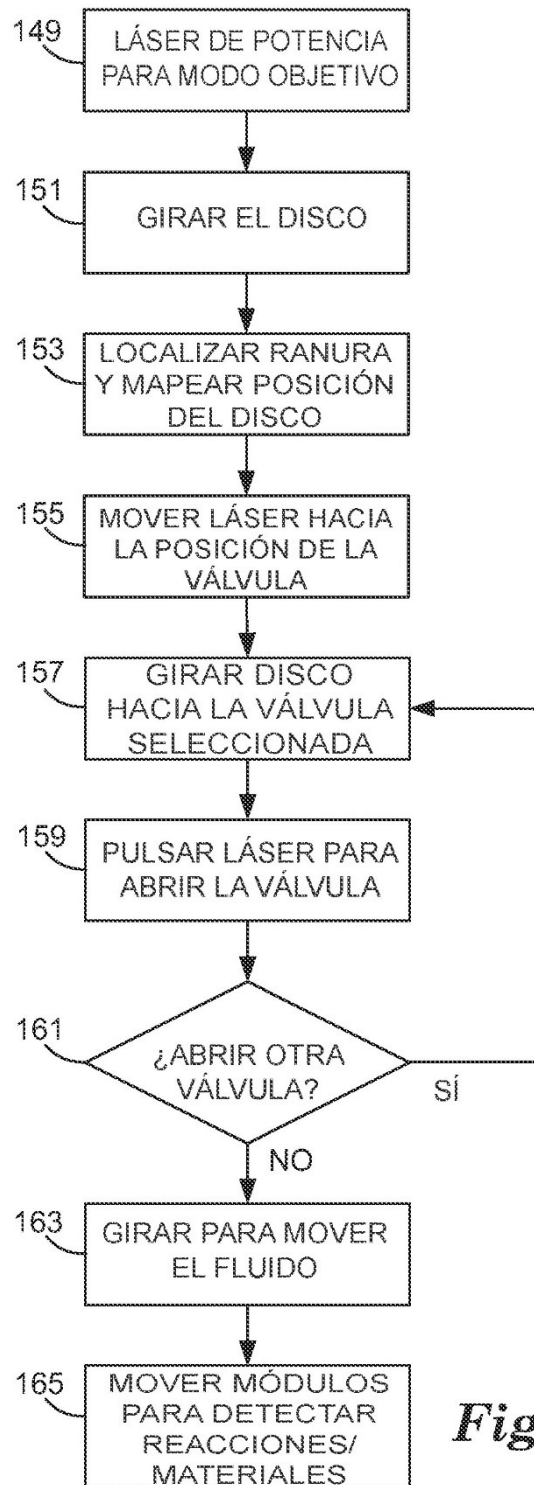 149
LÁSER DE POTENCIA
PARA MODO OBJETIVO
151
GIRAR EL DISCO
153
LOCALIZAR RANURA
Y MAPEAR POSICIÓN
DEL DISCO
155
MOVER LÁSER HACIA
LA POSICIÓN DE LA
VÁLVULA
157
GIRAR DISCO
HACIA LA VÁLVULA
SELECCIONADA
159
PULSAR LÁSER PARA
ABRIR LA VÁLVULA
161
¿ABRIR OTRA
VÁLVULA?
SÍ
NO
163
GIRAR PARA MOVER
EL FLUIDO
165
MOVER MÓDULOS
PARA DETECTAR
REACCIONES/
MATERIALES
Fig